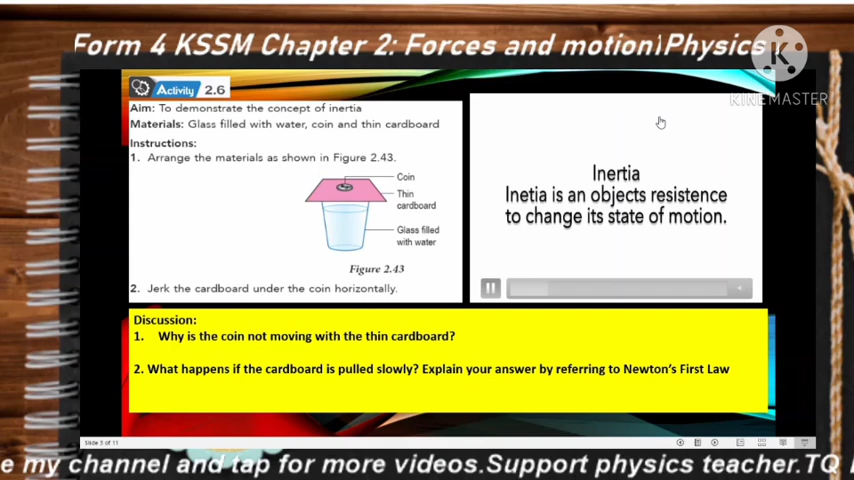 Form 4 KSSM Chapter 2: Forces and motion|Physics
K
KINEMASTER
Activity 2.6
Aim: To demonstrate the concept of inertia
Materials: Glass filled with water, coin and thin cardboard
Instructions:
1. Arrange the materials as shown in Figure 2.43.
Coin
Thin
cardboard
Glass filled
with water
Figure 2.43
2. Jerk the cardboard under the coin horizontally.
Inertia
Inetia is an objects resistence
to change its state of motion.
Discussion:
1. Why is the coin not moving with the thin cardboard?
2. What happens if the cardboard is pulled slowly? Explain your answer by referring to Newton's First Law
Slide 5 of 11
e my channel and tap for more videos.Support physics teacher.TQ